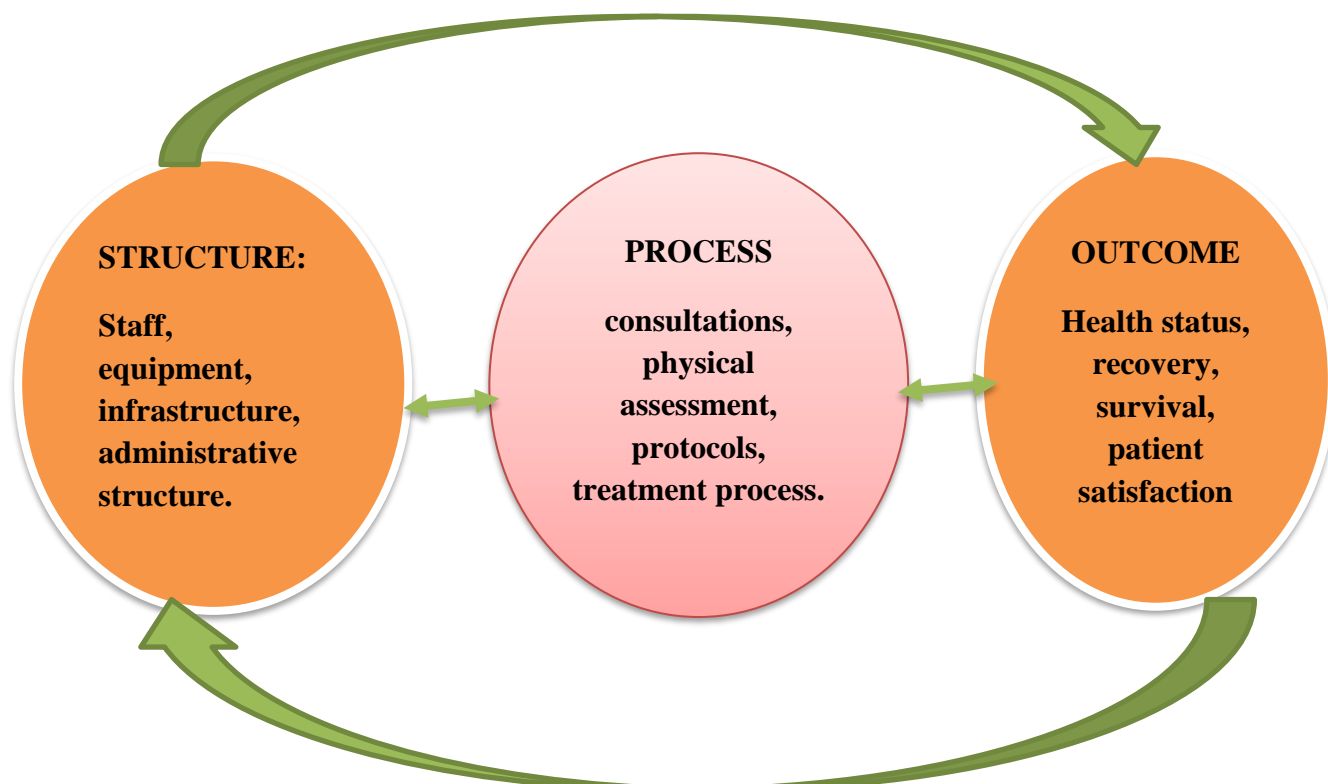 STRUCTURE:
Staff,
equipment,
infrastructure,
administrative
structure.
PROCESS
consultations,
physical
assessment,
protocols,
treatment process.
OUTCOME
Health status,
recovery,
survival,
patient
satisfaction